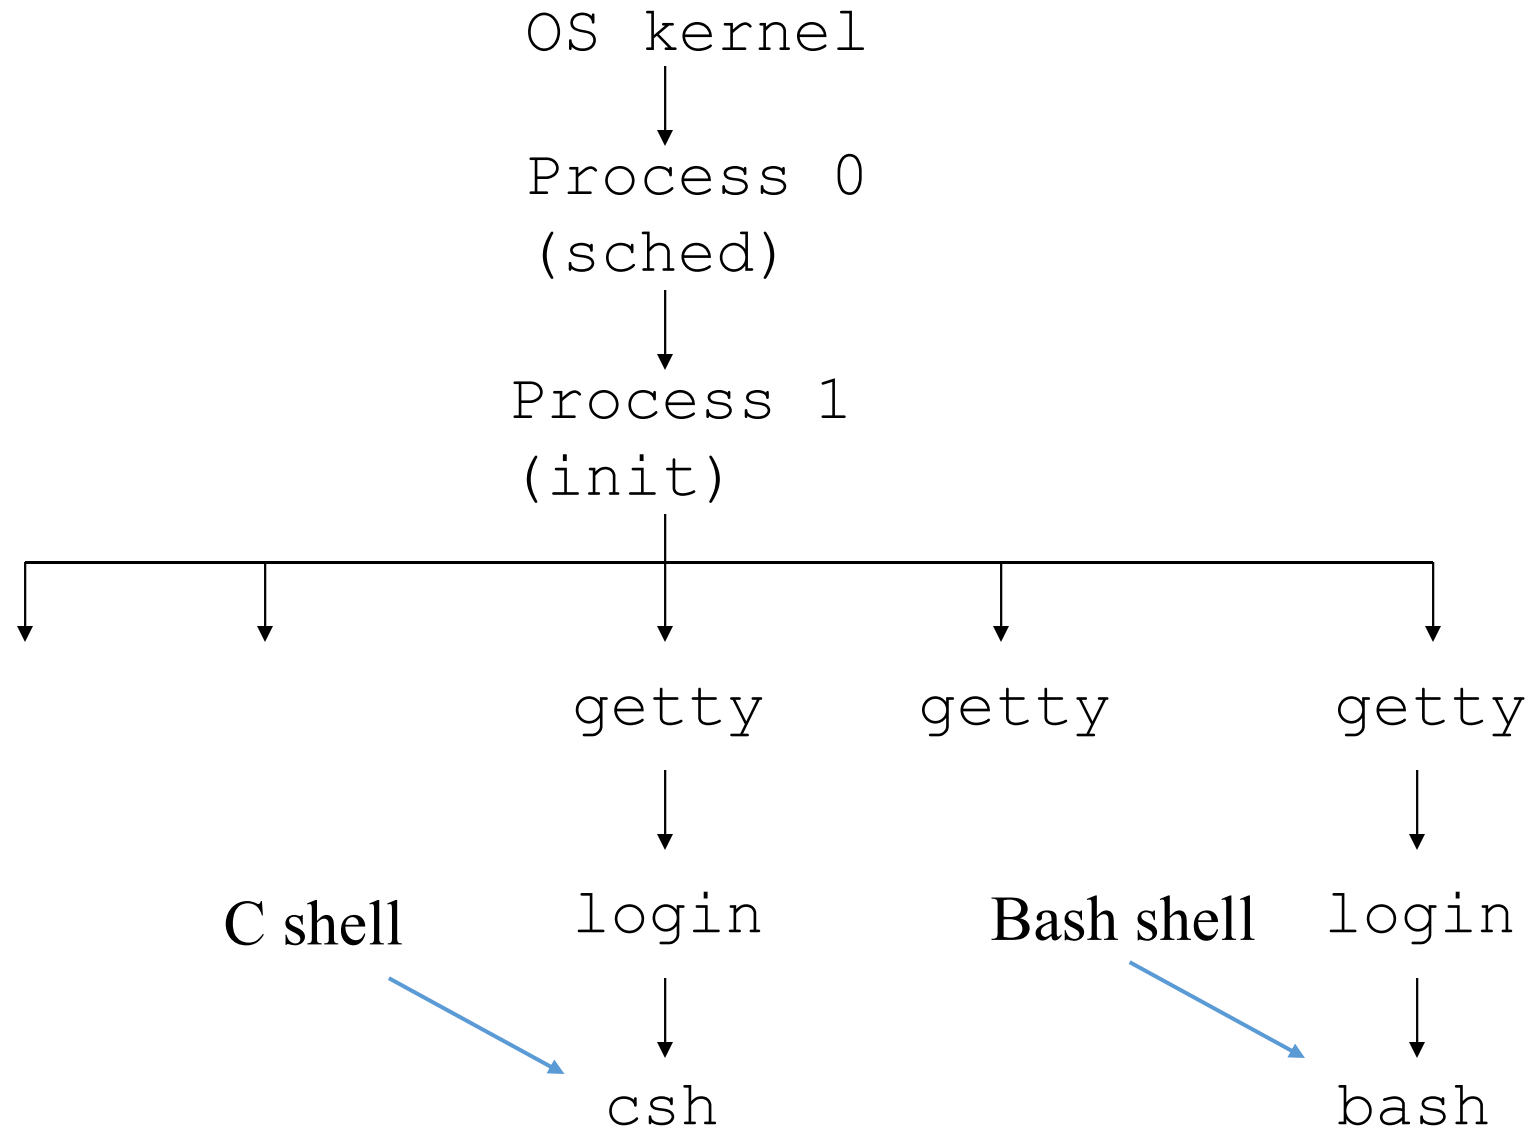 OS kernel
Process 0
(sched)
Process 1
(init)
getty
getty
getty
C shell
login
Bash shell
login
csh
bash